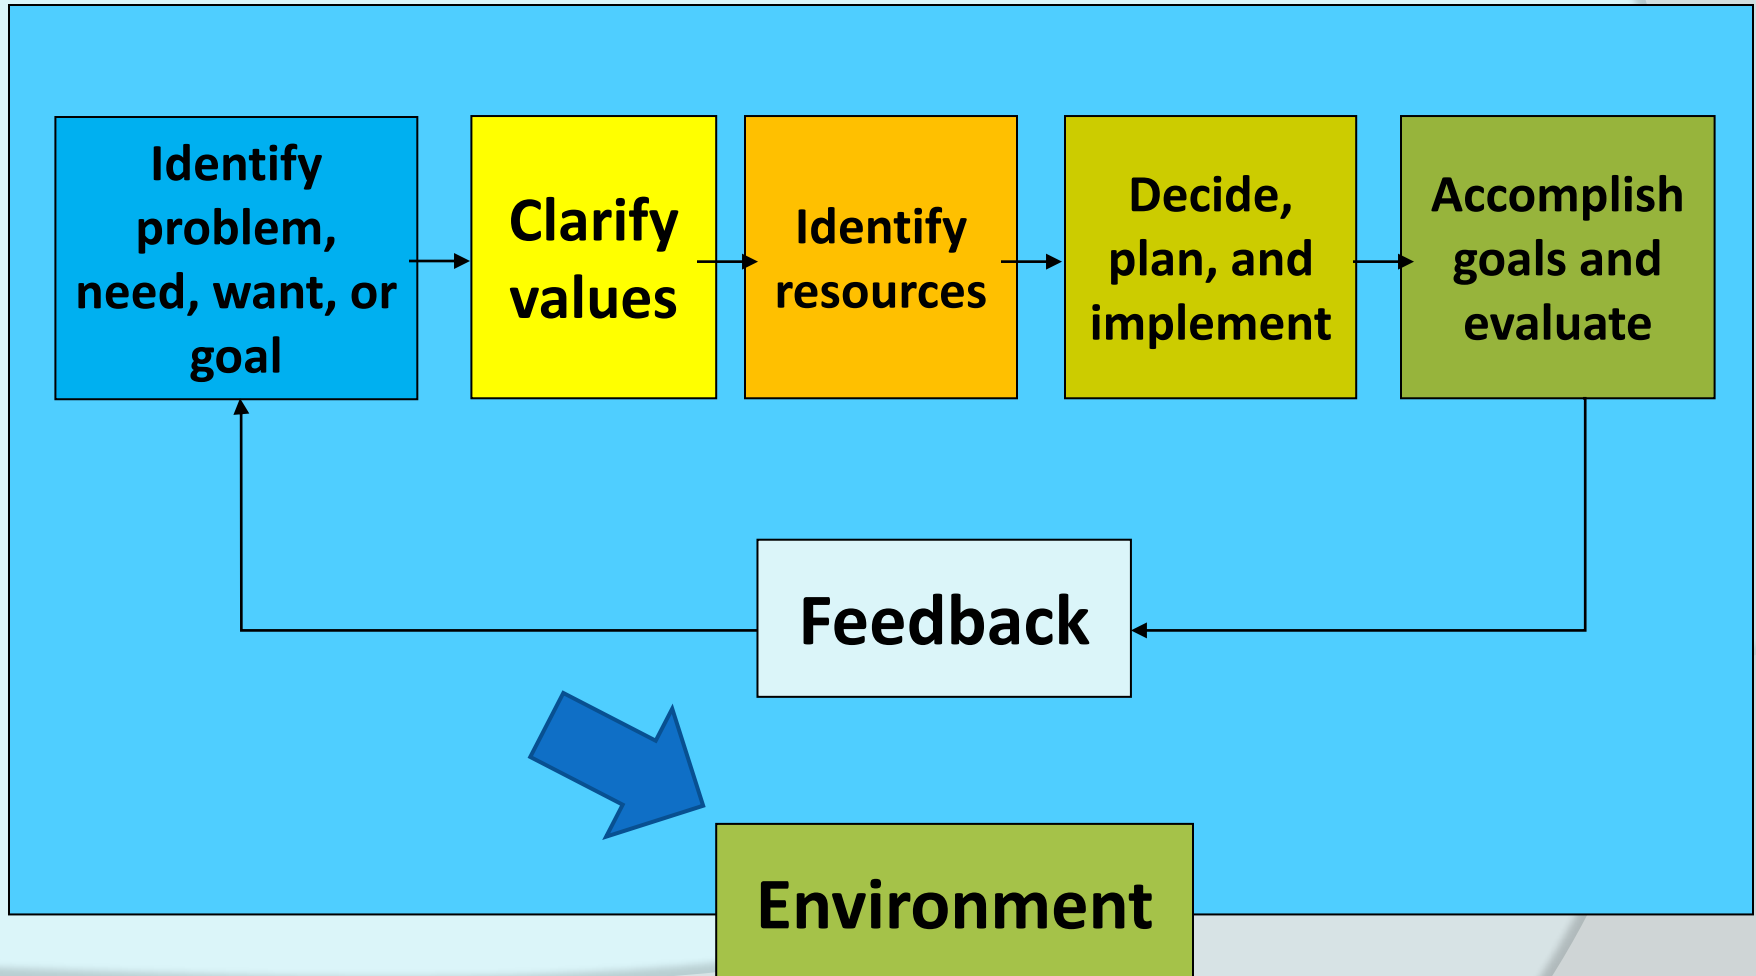 Identify
problem,
need, want, or
goal
Clarify
values
Identify
resources
Decide,
plan, and
implement
Accomplish
goals and
evaluate
Feedback
Environment